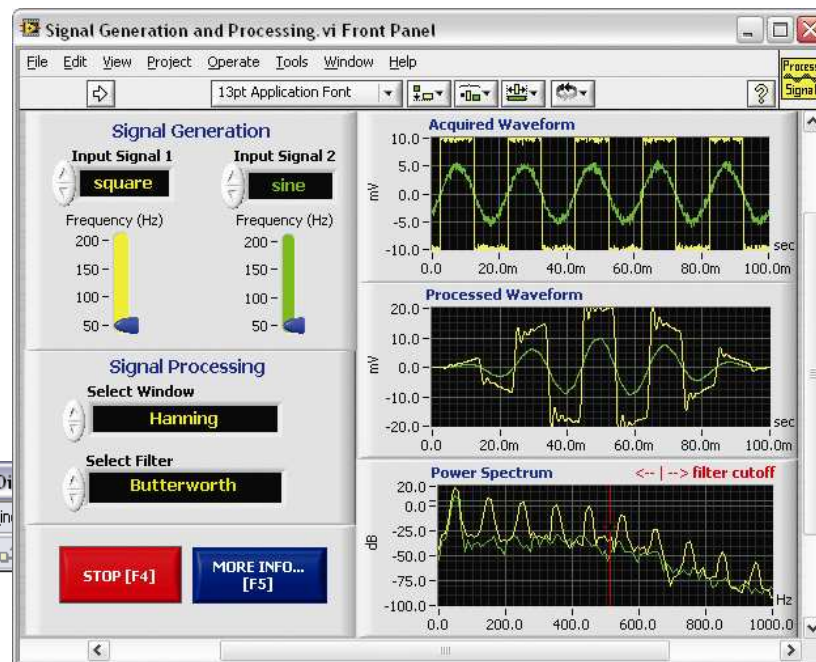 Signal Generation and Processing.vi Front Panel
File Edit View Project Operate Tools Window Help
13pt Application Font
?
Signal Generation
Input Signal 1
Input Signal 2
square
sine
Frequency (Hz)
Frequency (Hz)
200
150
100
50
200
150
100
50
Signal Processing
Select Window
Hanning
Select Filter
Butterworth
STOP [F4]
MORE INFO...
[F5]
Acquired Waveform
mV
10.0
5.0
0.0
-5.0
-10.0
sec
0.0 20.0m 40.0m 60.0m 80.0m 100.0m
Processed Waveform
mV
20.0
10.0
0.0
-10.0
-20.0
sec
0.0 20.0m 40.0m 60.0m 80.0m 100.0m
Power Spectrum
<-- | --> filter cutoff
dB
20.0
0.0
-25.0
-50.0
-75.0
-100.0
Hz
0.0 200.0 400.0 600.0 800.0 1000.0